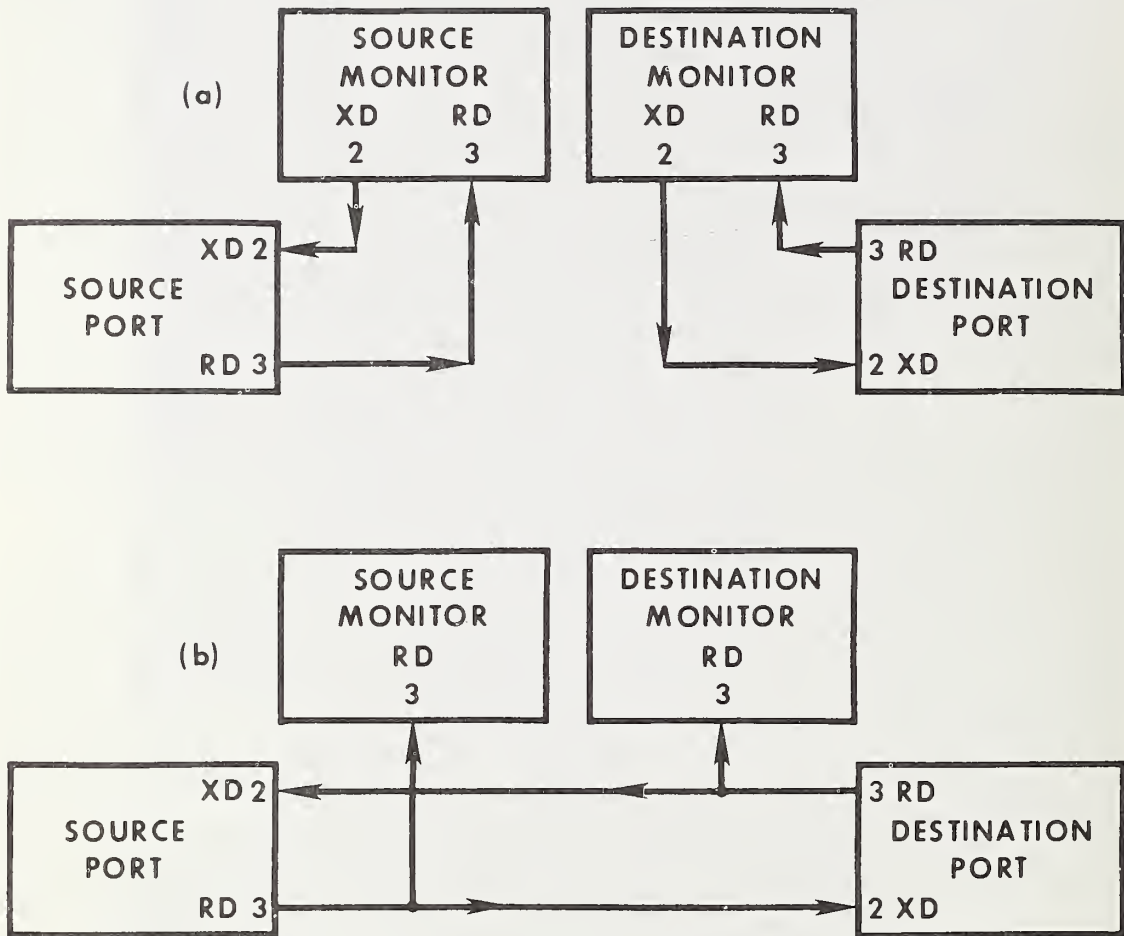 (a)
SOURCE
MONITOR
XD RD
2 3
DESTINATION
MONITOR
XD RD
2 3
XD 2
SOURCE
PORT
RD 3
3 RD
DESTINATION
PORT
2 XD
(b)
SOURCE
MONITOR
RD
3
DESTINATION
MONITOR
RD
3
XD 2
SOURCE
PORT
RD 3
3 RD
DESTINATION
PORT
2 XD